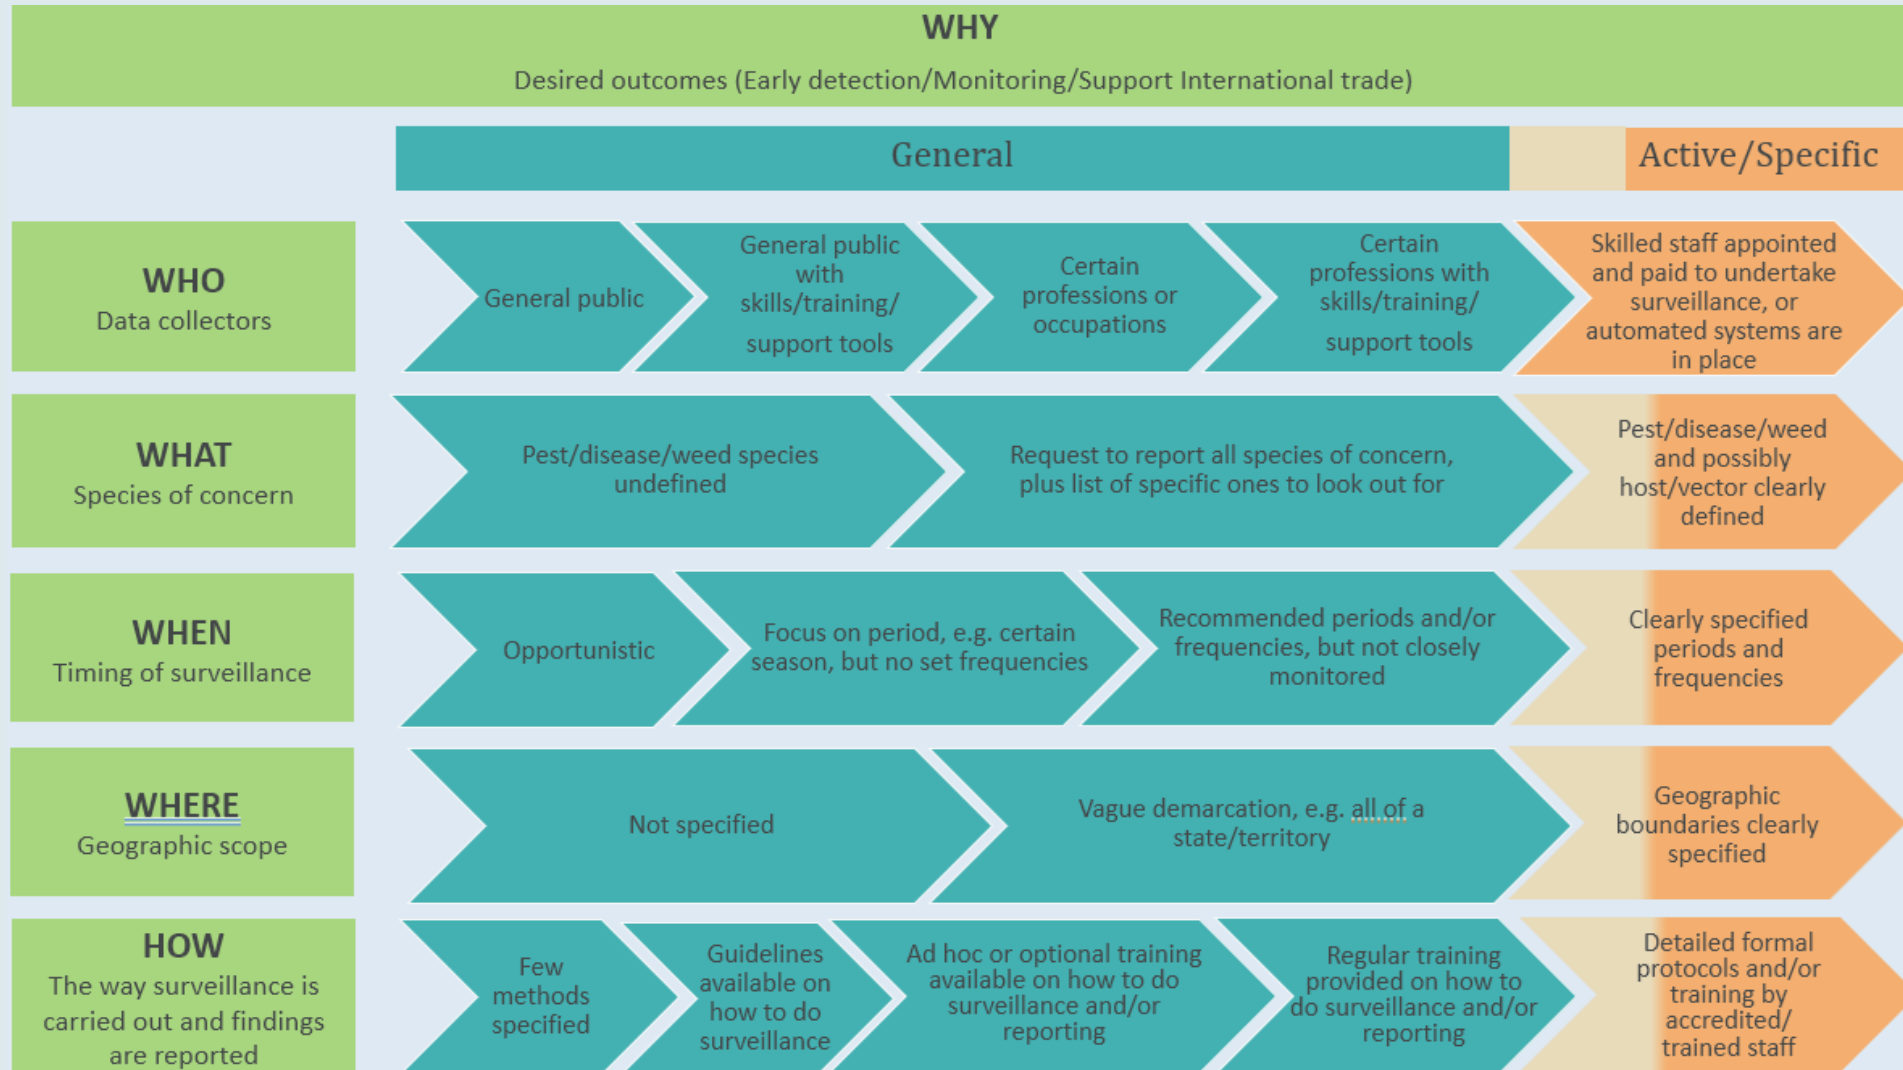 WHY
Desired outcomes (Early detection/Monitoring/Support International trade)
General
Active/Specific
WHO
Data collectors
General public
General public
with
skills/training/
support tools
Certain
professions or
occupations
Certain
professions with
skills/training/
support tools
Skilled staff appointed
and paid to undertake
surveillance, or
automated systems are
in place
WHAT
Species of concern
Pest/disease/weed species
undefined
Request to report all species of concern,
plus list of specific ones to look out for
Pest/disease/weed
and possibly
host/vector clearly
defined
WHEN
Timing of surveillance
Opportunistic
Focus on period, e.g. certain
season, but no set frequencies
Recommended periods and/or
frequencies, but not closely
monitored
Clearly specified
periods and
frequencies
WHERE
Geographic scope
Not specified
Vague demarcation, e.g. all of a
state/territory
Geographic
boundaries clearly
specified
HOW
The way surveillance is
carried out and findings
are reported
Few
methods
specified
Guidelines
available on
how to do
surveillance
Ad hoc or optional training
available on how to do
surveillance and/or
reporting
Regular training
provided on how to
do surveillance and/or
reporting
Detailed formal
protocols and/or
training by
accredited/
trained staff